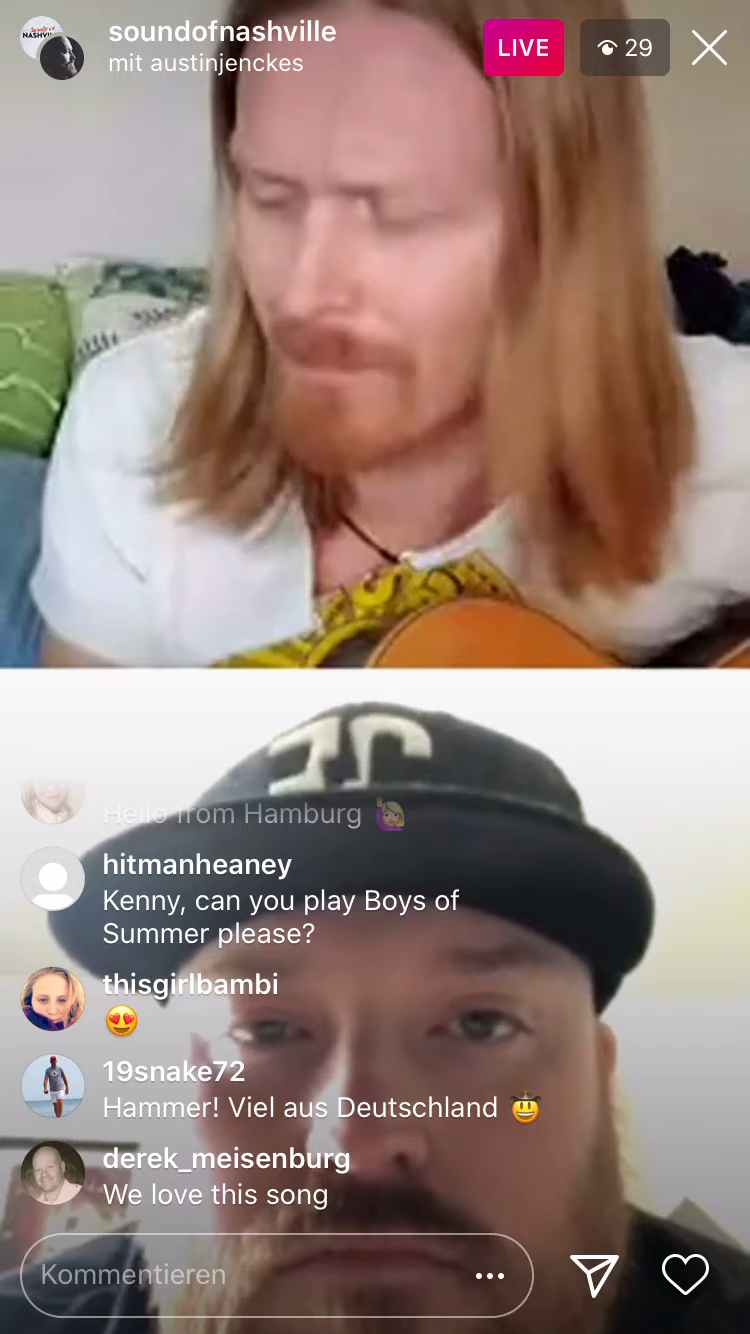 soundofnashville
mit austinjenckes
LIVE
29
NASHVILLE
Hello from Hamburg 🙋🏼‍♀️
hitmanheaney
Kenny, can you play Boys of
Summer please?
thisgirlbambi
😍
19snake72
Hammer! Viel aus Deutschland 🤠
derek_meisenburg
We love this song
Kommentieren